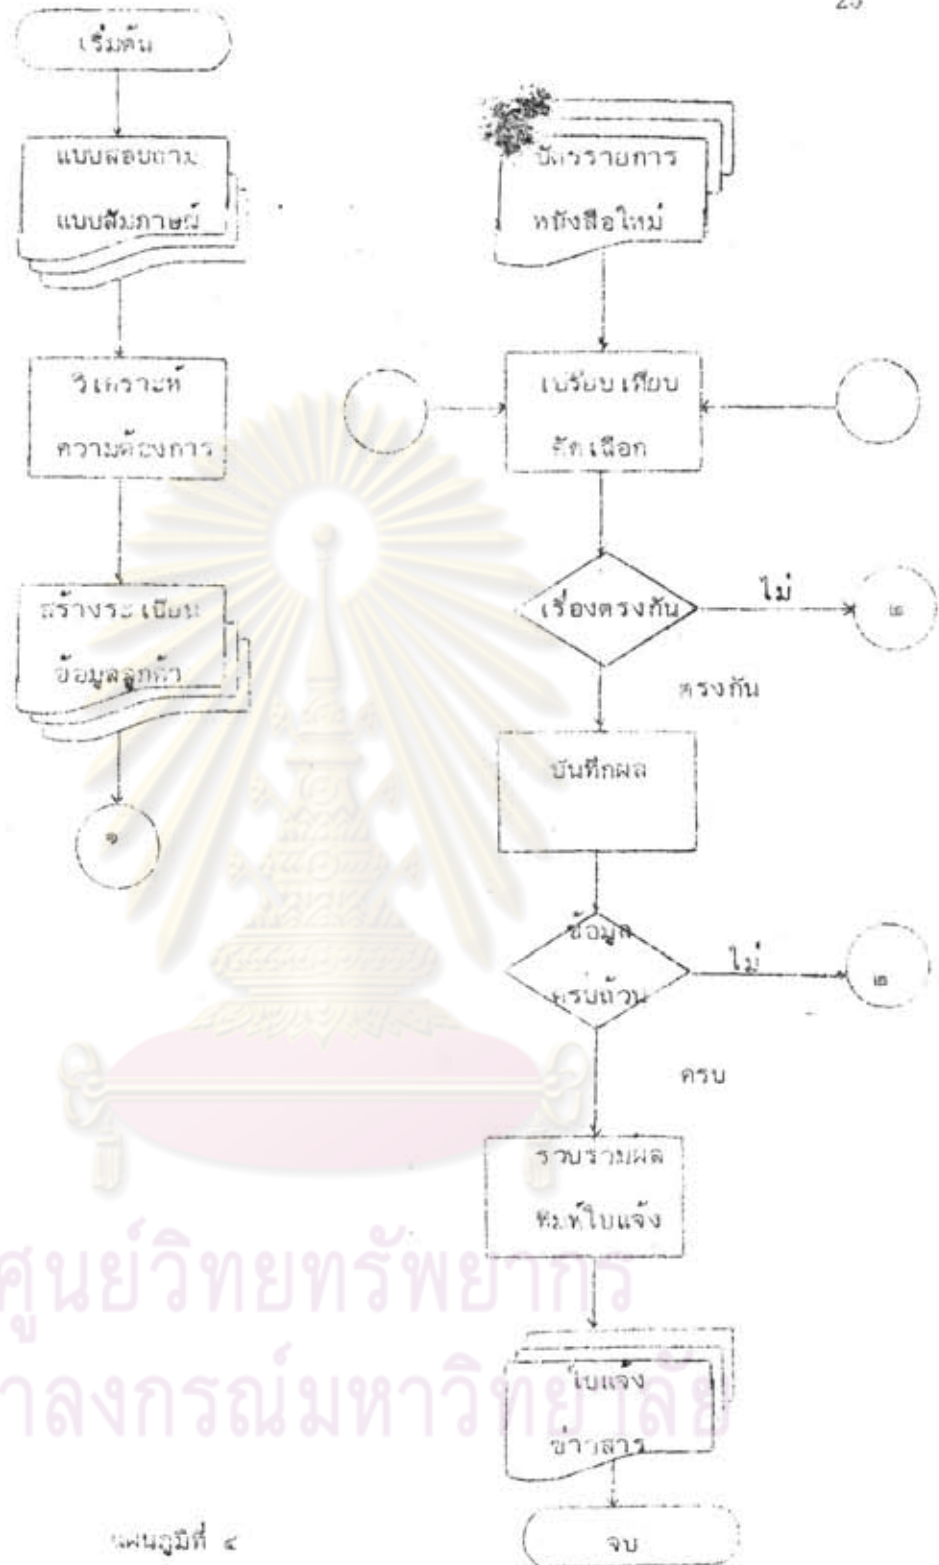 เริ่มต้น
แบบสอบถาม
แบบสัมภาษณ์
วิเคราะห์
ความต้องการ
สร้างระเบียน
ข้อมูลลูกค้า
๑
บัตรรายการ
หนังสือใหม่
เปรียบเทียบ
คัดเลือก
เรื่องตรงกัน
ไม่
๒
ตรงกัน
บันทึกผล
ข้อมูล
ครบถ้วน
ไม่
๒
ครบ
รวบรวมผล
พิมพ์ใบแจ้ง
ใบแจ้ง
ข่าวสาร
จบ
แผนภูมิที่ ๔
ศูนย์วิทยทรัพยากร
าลงกรณ์มหาวิทยาลัย